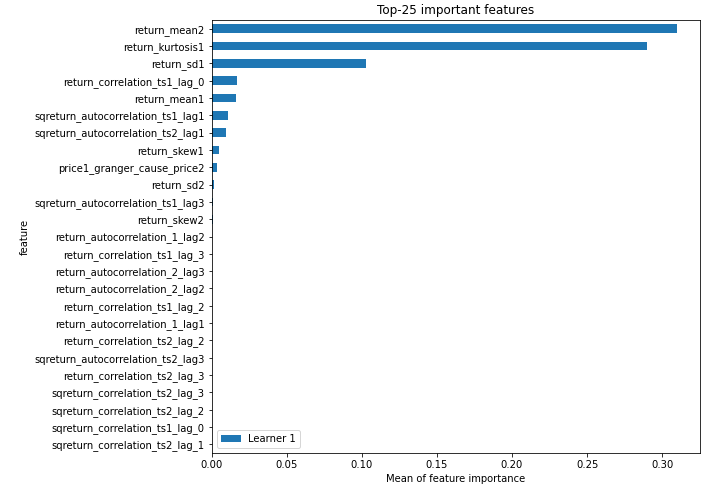 Top-25 important features
return_mean2
return_kurtosis1
return_sd1
return_correlation_ts1_lag_0
return_mean1
sqreturn_autocorrelation_ts1_lag1
sqreturn_autocorrelation_ts2_lag1
return_skew1
price1_granger_cause_price2
return_sd2
sqreturn_autocorrelation_ts1_lag3
return_skew2
return_autocorrelation_1_lag2
return_correlation_ts1_lag_3
return_autocorrelation_2_lag3
return_autocorrelation_2_lag2
return_correlation_ts1_lag_2
return_autocorrelation_1_lag1
return_correlation_ts2_lag_2
sqreturn_autocorrelation_ts2_lag3
return_correlation_ts2_lag_3
sqreturn_correlation_ts2_lag_3
sqreturn_correlation_ts2_lag_2
sqreturn_correlation_ts1_lag_0
sqreturn_correlation_ts2_lag_1
feature
Learner 1
0.00 0.05 0.10 0.15 0.20 0.25 0.30
Mean of feature importance